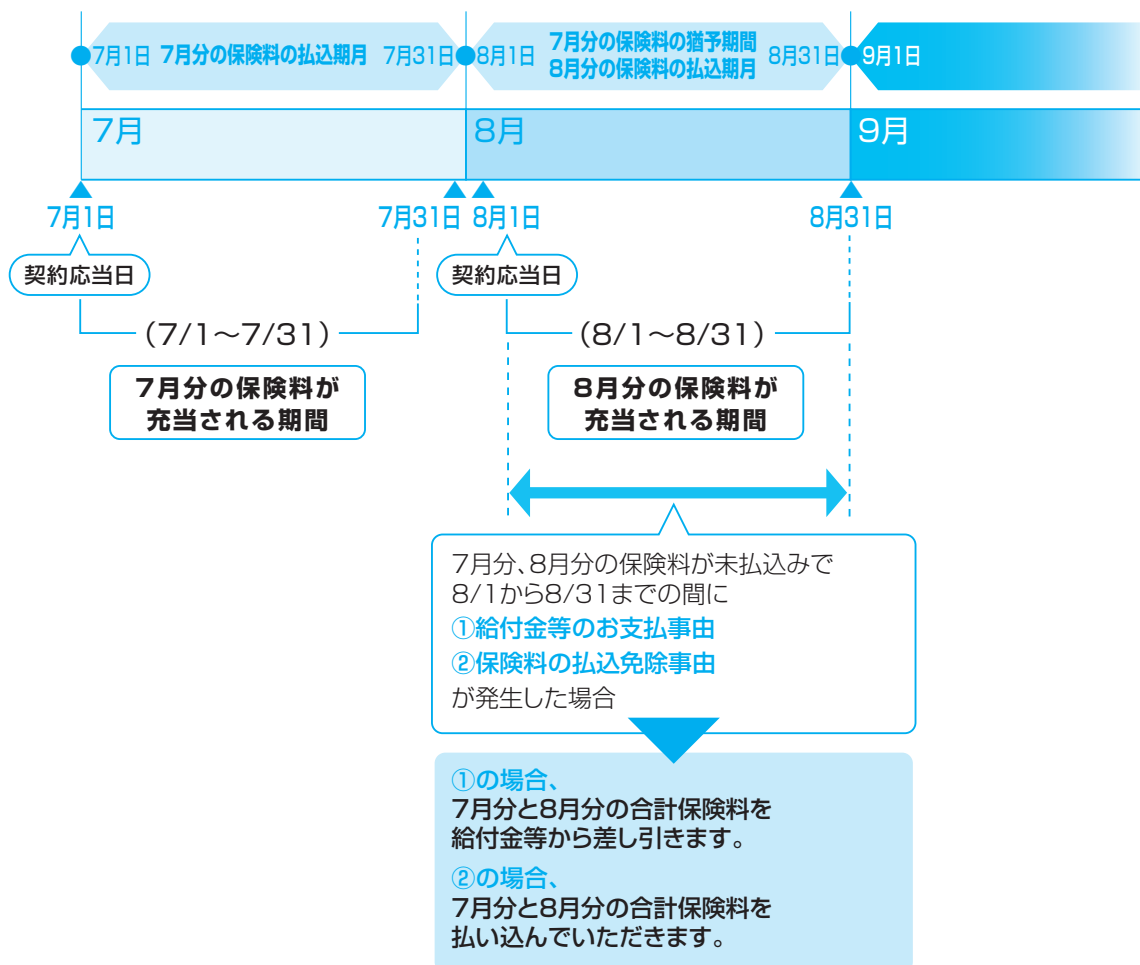 7月1日 7月分の保険料の払込期月 7月31日
8月1日 7月分の保険料の猶予期間
8月分の保険料の払込期月 8月31日
9月1日
7月
8月
9月
7月1日
7月31日
8月1日
8月31日
契約応当日
契約応当日
(7/1〜7/31)
(8/1〜8/31)
7月分の保険料が
充当される期間
8月分の保険料が
充当される期間
7月分、8月分の保険料が未払込みで
8/1から8/31までの間に
①給付金等のお支払事由
②保険料の払込免除事由
が発生した場合
①の場合、
7月分と8月分の合計保険料を
給付金等から差し引きます。
②の場合、
7月分と8月分の合計保険料を
払い込んでいただきます。